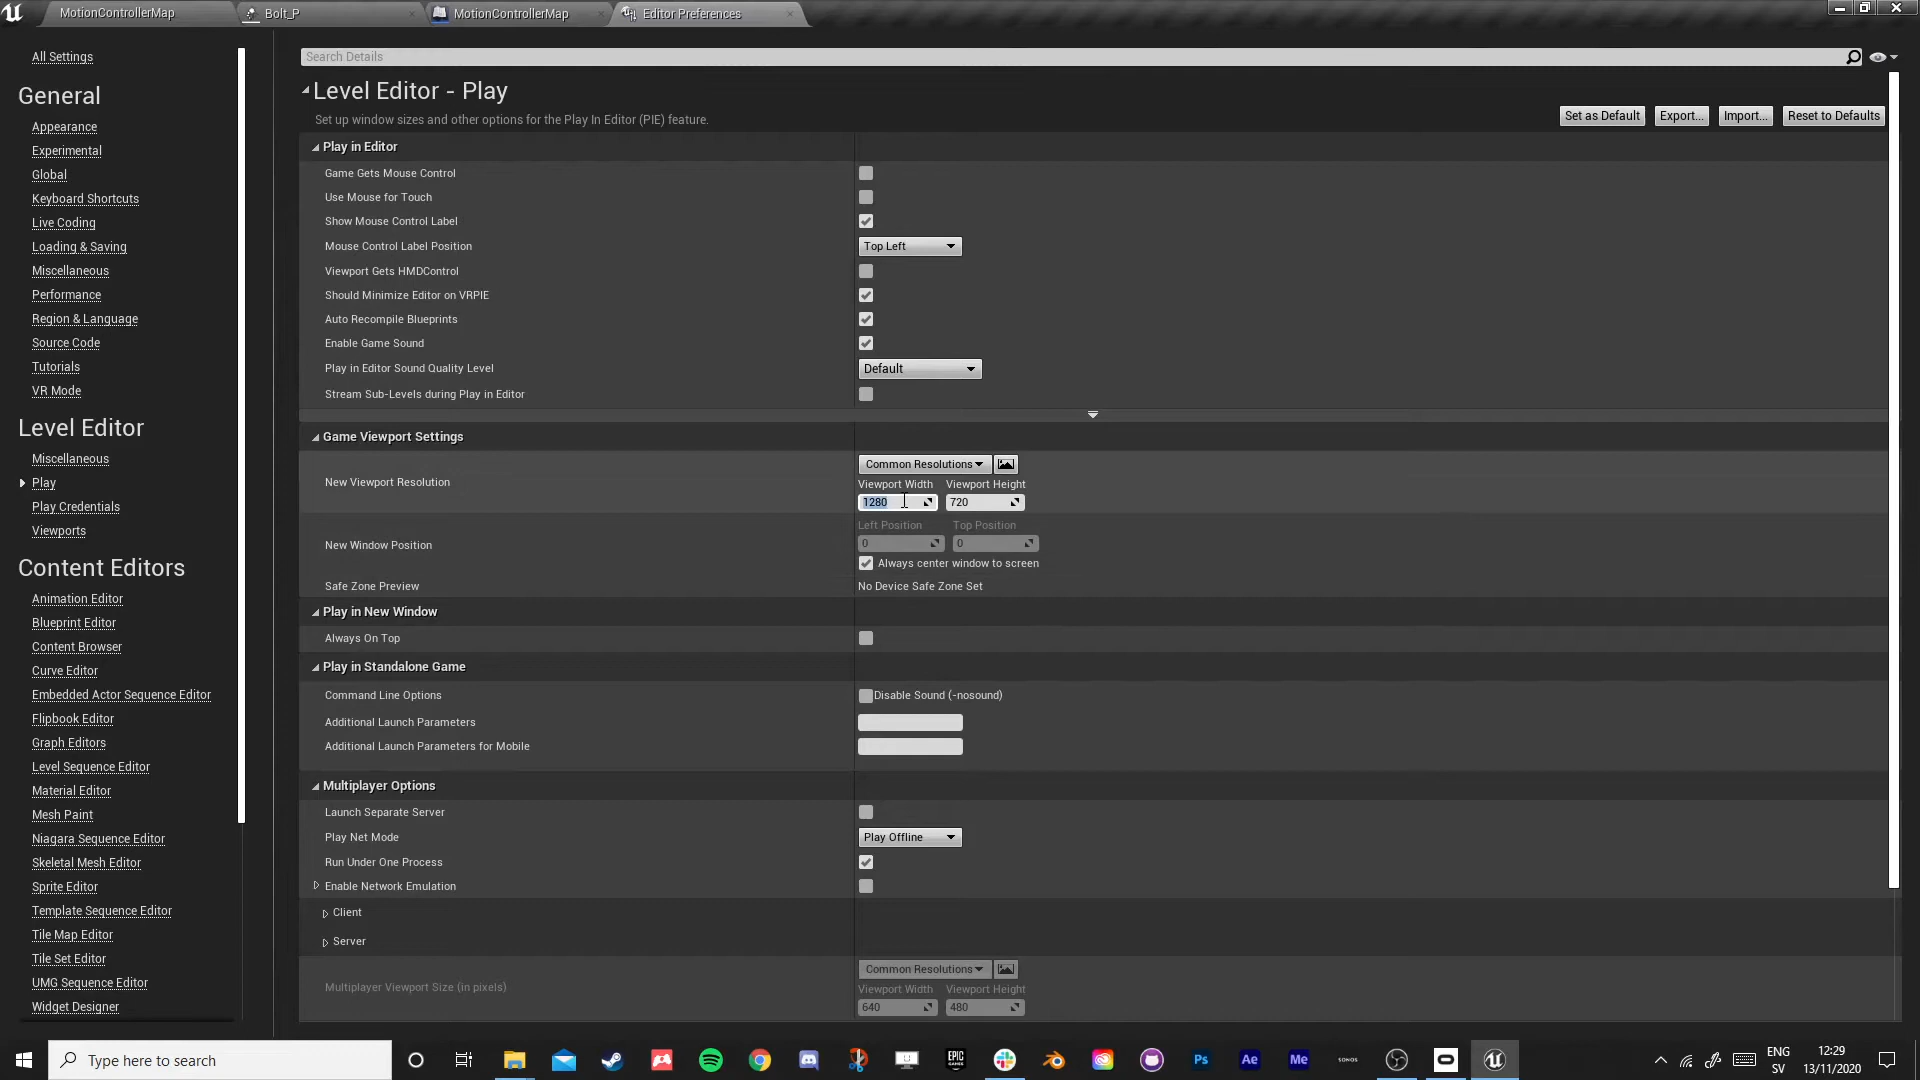 MotionControllerMap
Bolt_P
MotionControllerMap
Editor Preferences
All Settings
General
Appearance
Experimental
Global
Keyboard Shortcuts
Live Coding
Loading & Saving
Miscellaneous
Performance
Region & Language
Source Code
Tutorials
VR Mode
Level Editor
Miscellaneous
Play
Play Credentials
Viewports
Content Editors
Animation Editor
Blueprint Editor
Content Browser
Curve Editor
Embedded Actor Sequence Editor
Flipbook Editor
Graph Editors
Level Sequence Editor
Material Editor
Mesh Paint
Niagara Sequence Editor
Skeletal Mesh Editor
Sprite Editor
Template Sequence Editor
Tile Map Editor
Tile Set Editor
UMG Sequence Editor
Widget Designer
Search Details
Level Editor - Play
Set up window sizes and other options for the Play In Editor (PIE) feature.
Set as Default
Export...
Import...
Reset to Defaults
Play in Editor
Game Gets Mouse Control
Use Mouse for Touch
Show Mouse Control Label
Mouse Control Label Position
Top Left
Viewport Gets HMDControl
Should Minimize Editor on VRPIE
Auto Recompile Blueprints
Enable Game Sound
Play in Editor Sound Quality Level
Default
Stream Sub-Levels during Play in Editor
Game Viewport Settings
New Viewport Resolution
Common Resolutions
Viewport Width Viewport Height
1280 720
New Window Position
Left Position Top Position
0 0
Always center window to screen
Safe Zone Preview
No Device Safe Zone Set
Play in New Window
Always On Top
Play in Standalone Game
Command Line Options
Disable Sound (-nosound)
Additional Launch Parameters
Additional Launch Parameters for Mobile
Multiplayer Options
Launch Separate Server
Play Net Mode
Play Offline
Run Under One Process
Enable Network Emulation
Client
Server
Multiplayer Viewport Size (in pixels)
Common Resolutions
Viewport Width Viewport Height
640 480
Type here to search
EPIC GAMES
Ps
Ae
Me
SONOS
ENG
SV
12:29
13/11/2020